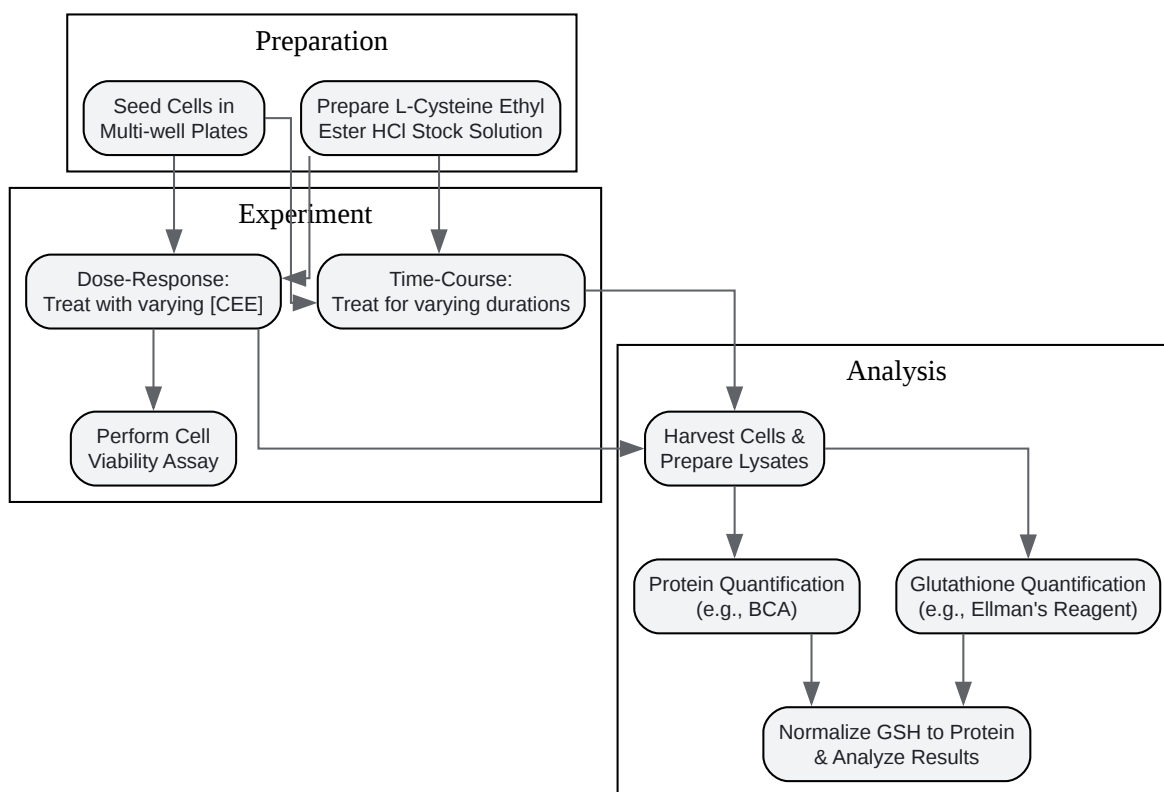 Preparation
Seed Cells in
Multi-well Plates
Prepare L-Cysteine Ethyl
Ester HCl Stock Solution
Experiment
Dose-Response:
Treat with varying [CEE]
Time-Course:
Treat for varying durations
Perform Cell
Viability Assay
Analysis
Harvest Cells &
Prepare Lysates
Protein Quantification
(e.g., BCA)
Glutathione Quantification
(e.g., Ellman's Reagent)
Normalize GSH to Protein
& Analyze Results